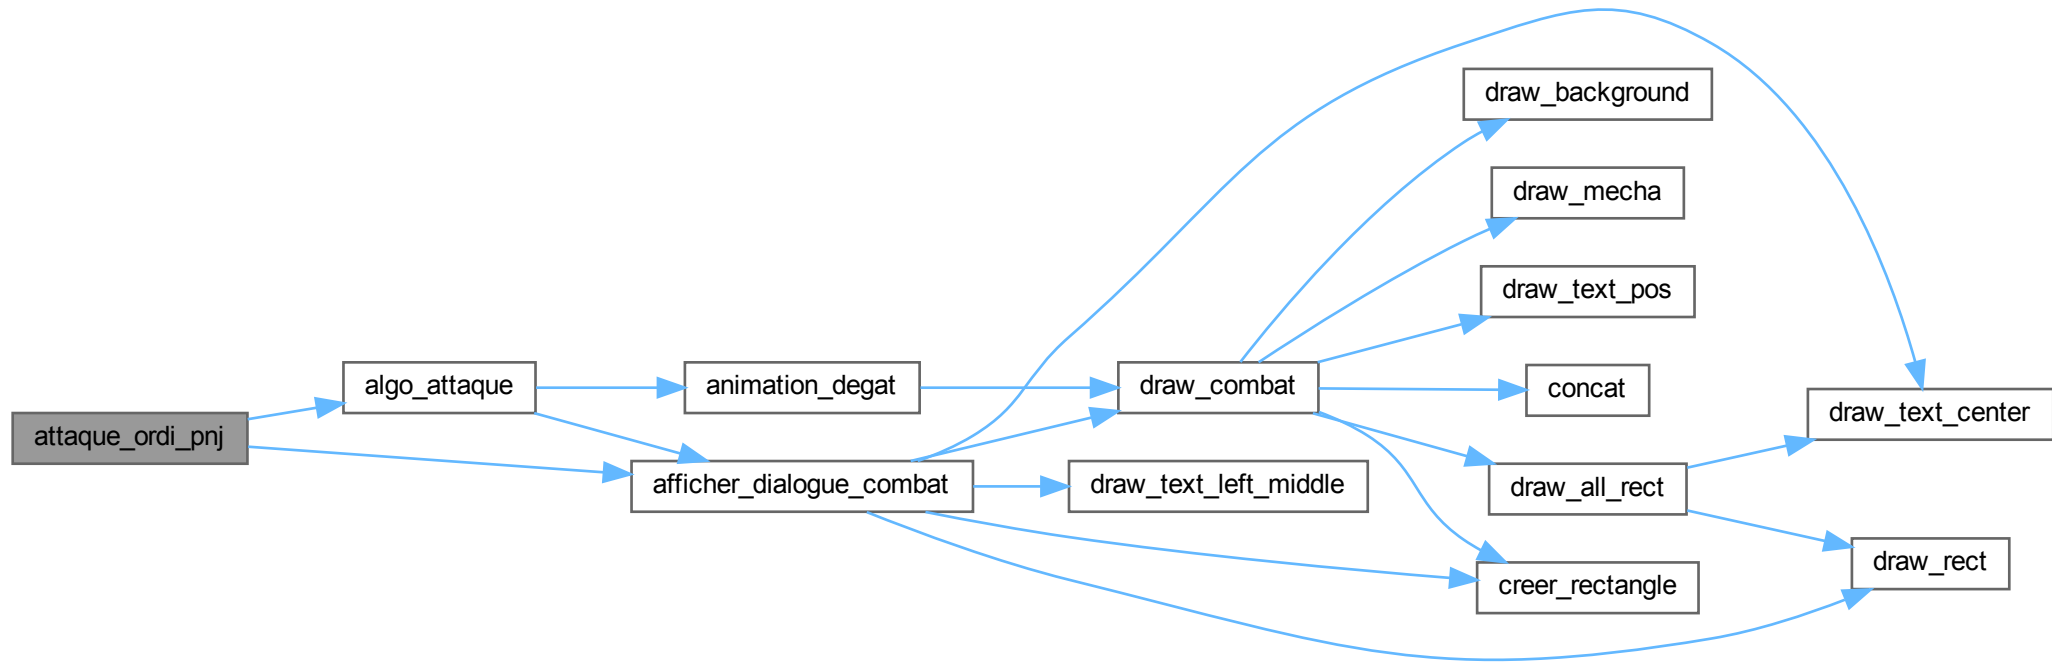 attaque_ordi_pnj
algo_attaque
afficher_dialogue_combat
animation_degat
draw_combat
draw_text_left_middle
draw_background
draw_mecha
draw_text_pos
concat
draw_all_rect
creer_rectangle
draw_text_center
draw_rect